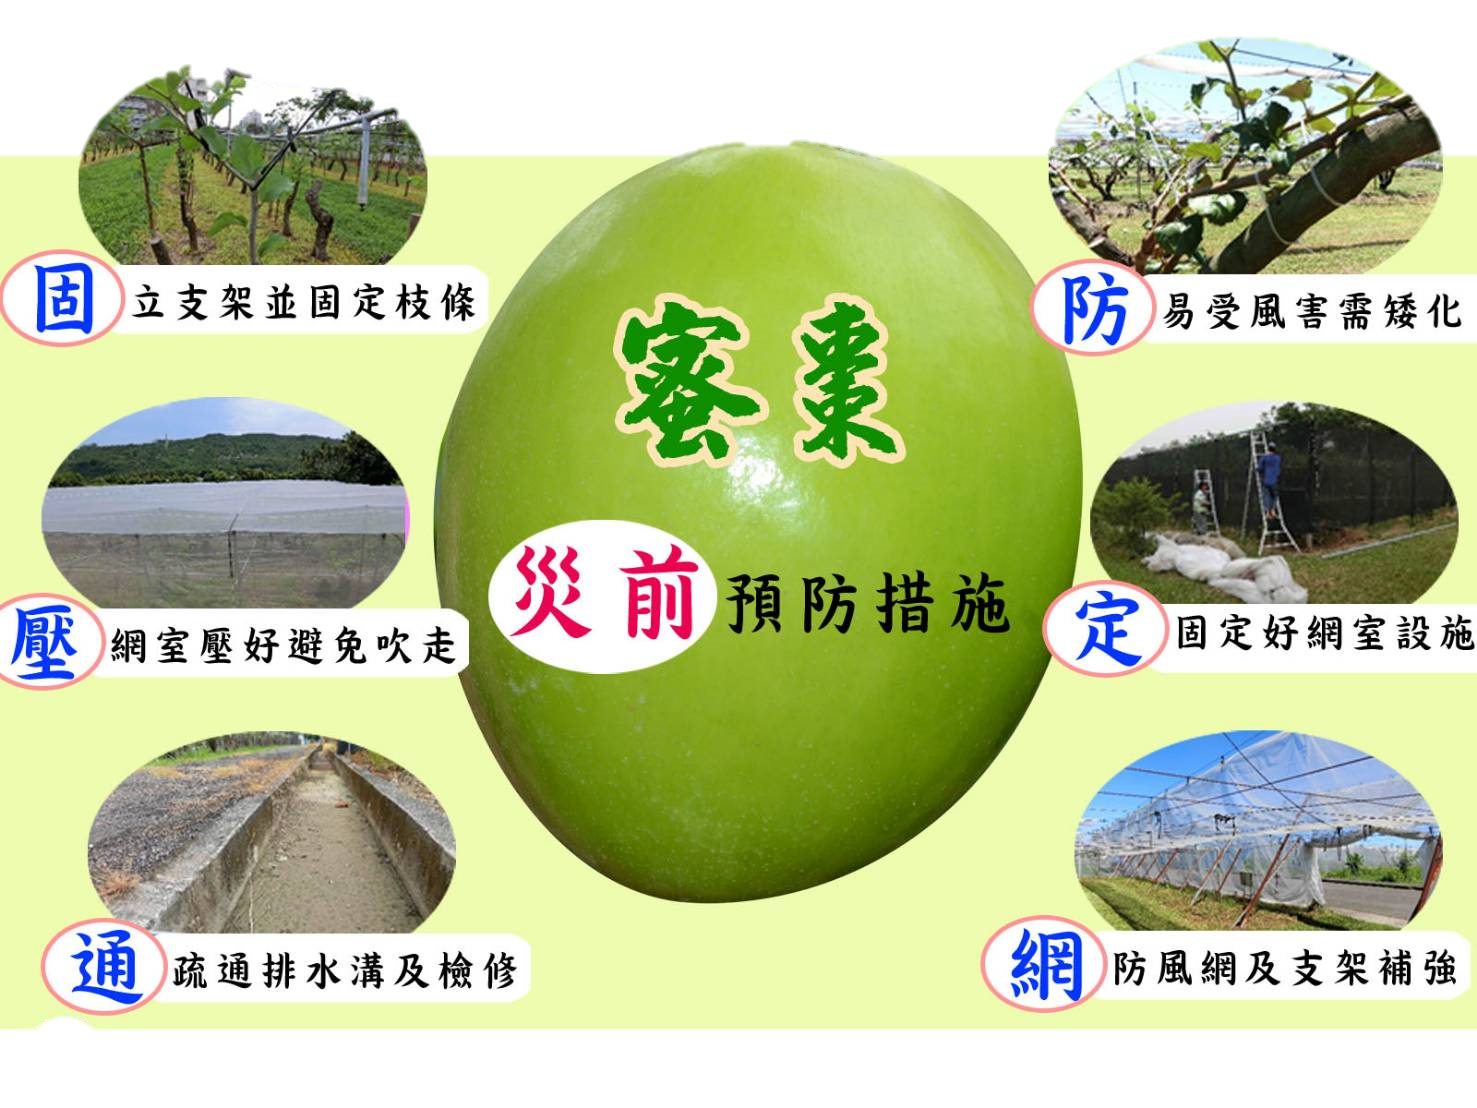 蜜棗
災前預防措施
固 立支架並固定枝條
壓 網室壓好避免吹走
通 疏通排水溝及檢修
防 易受風害需矮化
定 固定好網室設施
網 防風網及支架補強